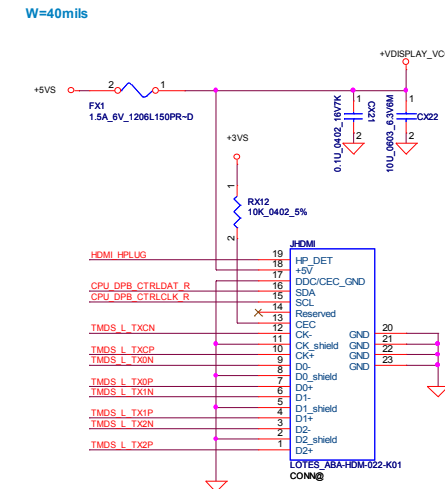 W=40mils
+VDISPLAY_VC
+5VS
2
1
FX1
1.5A_6V_1206L150PR~D
1
2
CX21
0.1U_0402_16V7K
1
2
CX22
10U_0603_6.3V6M
+3VS
1
2
RX12
10K_0402_5%
JHDMI
HDMI_HPLUG
19
HP_DET
18
+5V
17
DDC/CEC_GND
CPU_DPB_CTRLDAT_R
16
SDA
CPU_DPB_CTRLCLK_R
15
SCL
14
Reserved
13
CEC
TMDS_L_TXCN
12
CK-
GND
20
11
CK_shield
GND
21
TMDS_L_TXCP
10
CK+
GND
22
TMDS_L_TX0N
9
D0-
GND
23
8
D0_shield
TMDS_L_TX0P
7
D0+
TMDS_L_TX1N
6
D1-
5
D1_shield
TMDS_L_TX1P
4
D1+
TMDS_L_TX2N
3
D2-
2
D2_shield
TMDS_L_TX2P
1
D2+
LOTES_ABA-HDM-022-K01
CONN@